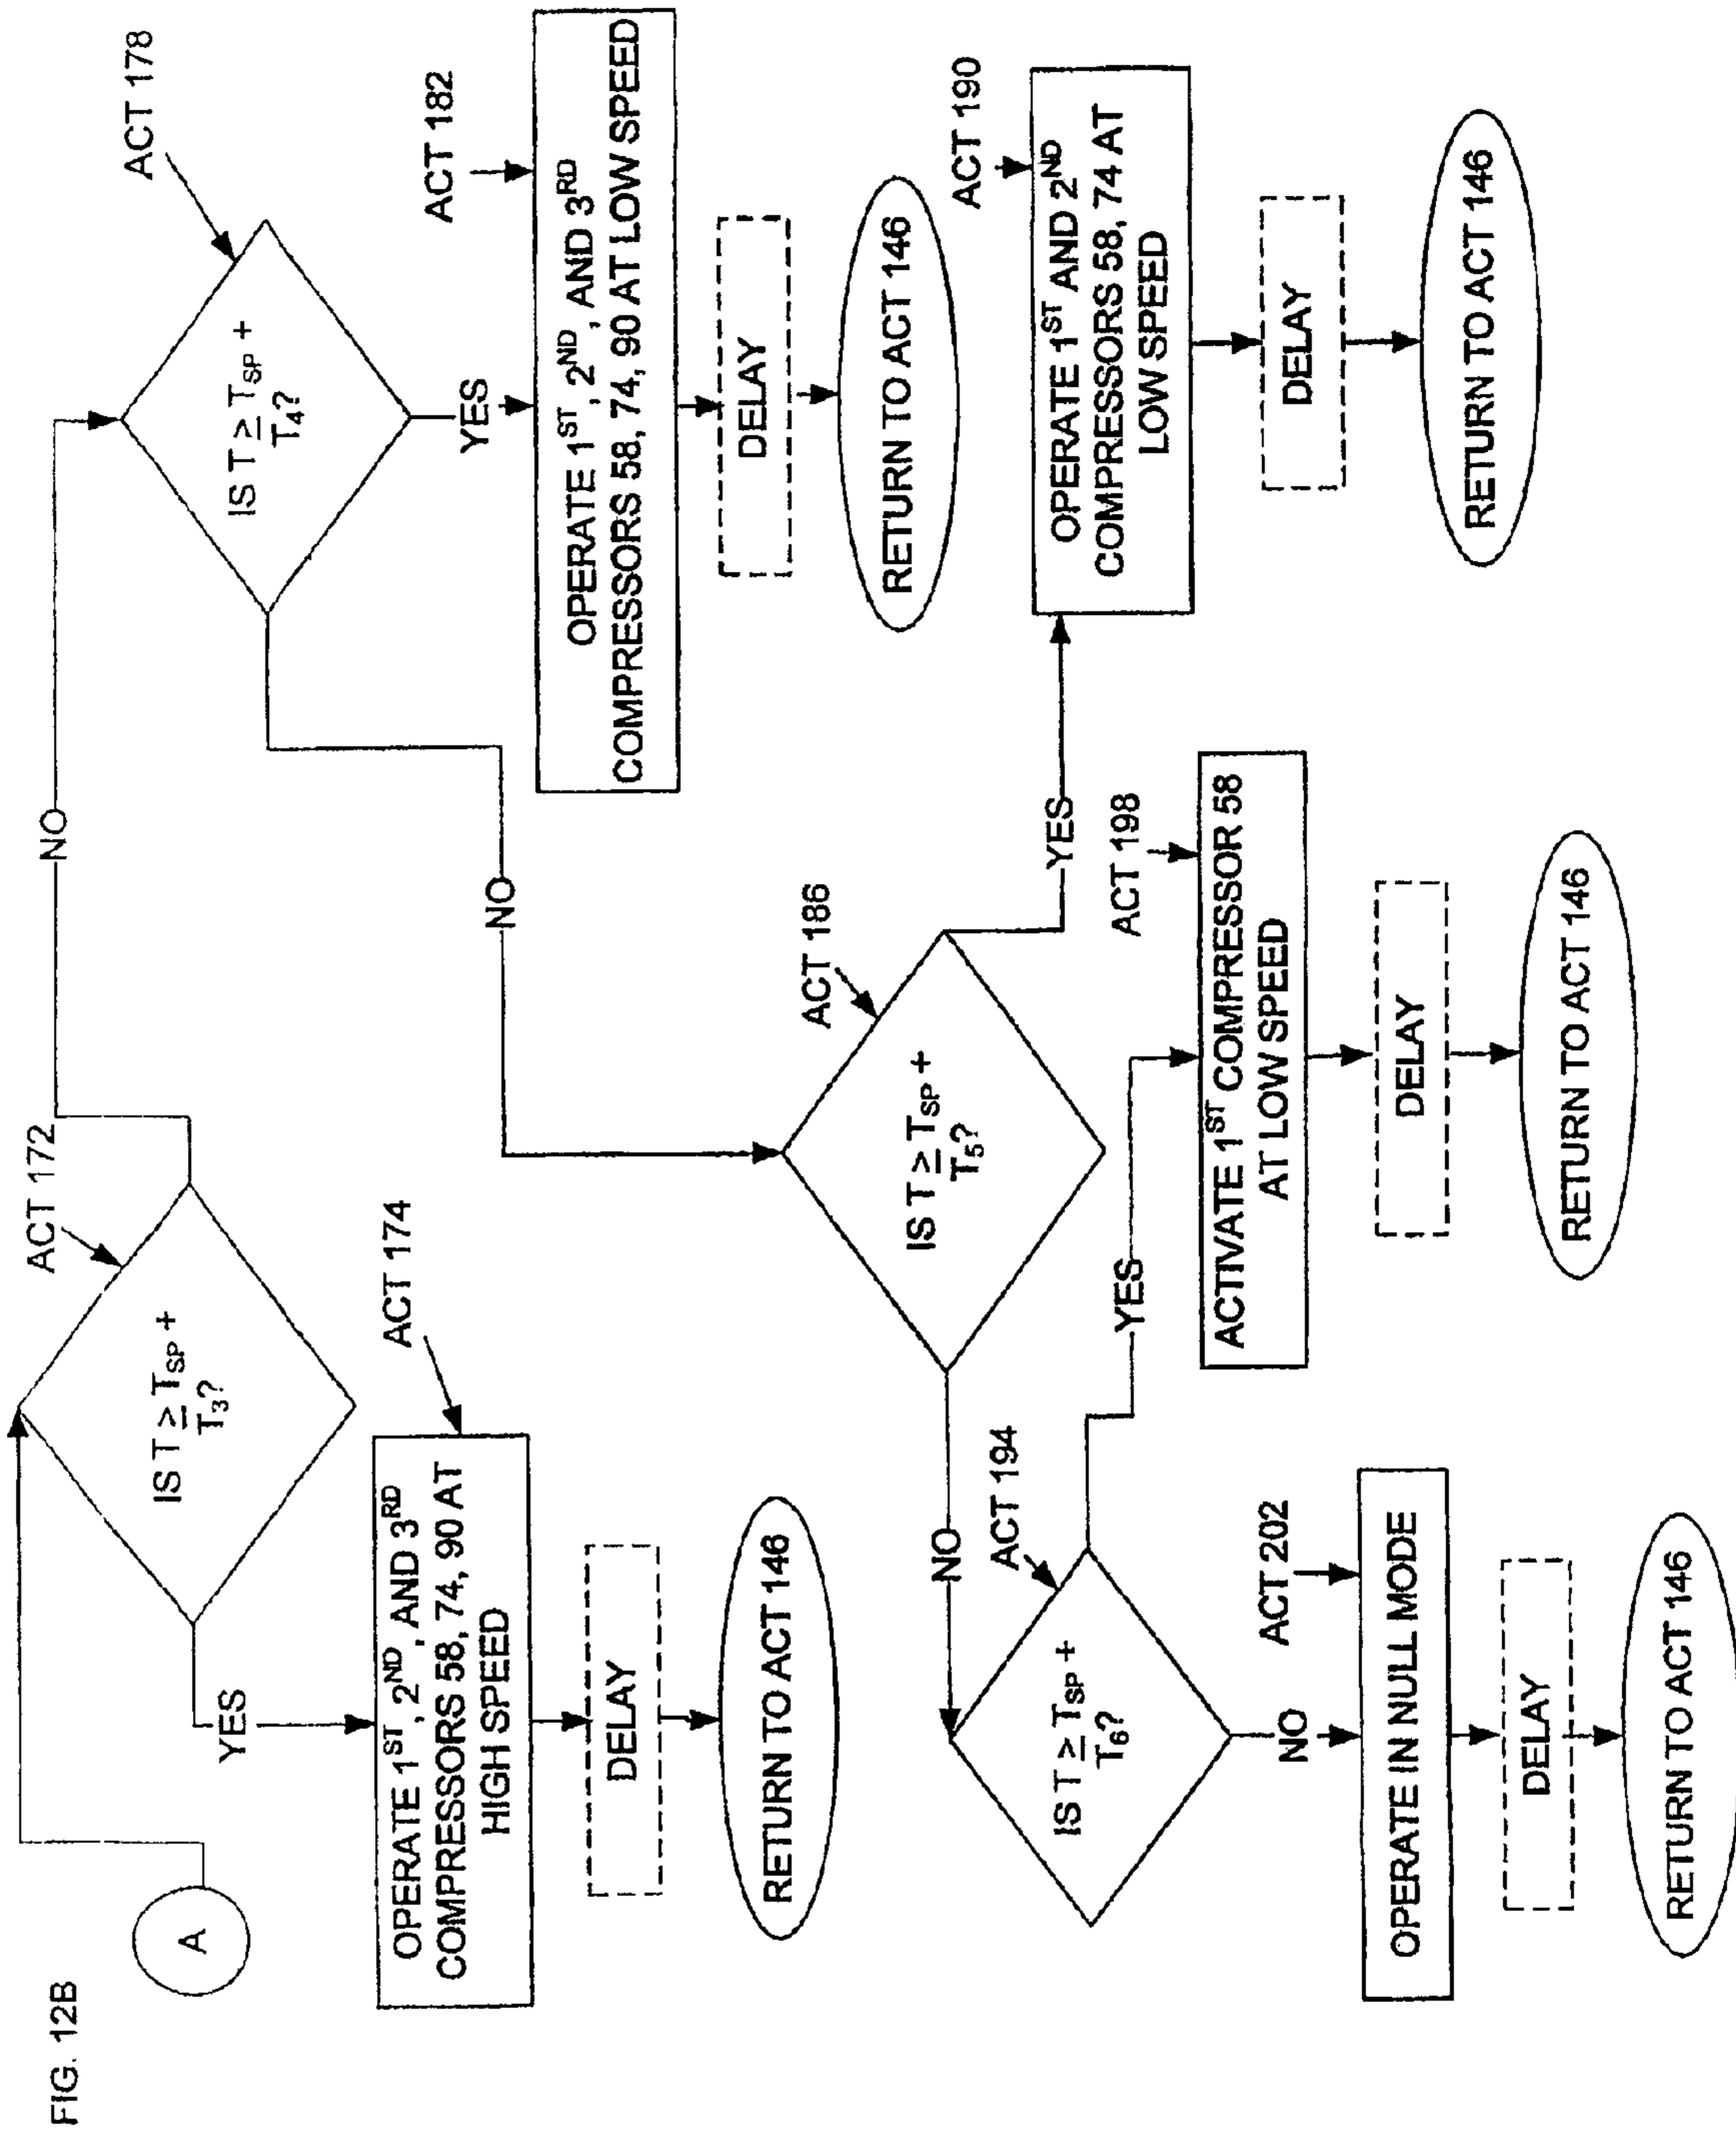 FIG. 12B
A
ACT 172
IS T ≥ TSP +
T3?
YES
NO
ACT 174
OPERATE 1ST, 2ND, AND 3RD
COMPRESSORS 58, 74, 90 AT
HIGH SPEED
DELAY
RETURN TO ACT 146
ACT 178
IS T ≥ TSP +
T4?
YES
NO
ACT 182
OPERATE 1ST, 2ND, AND 3RD
COMPRESSORS 58, 74, 90 AT LOW SPEED
DELAY
RETURN TO ACT 146
ACT 186
IS T ≥ TSP +
T5?
YES
NO
ACT 190
OPERATE 1ST AND 2ND
COMPRESSORS 58, 74 AT
LOW SPEED
DELAY
RETURN TO ACT 146
ACT 194
IS T ≥ TSP +
T6?
YES
NO
ACT 198
ACTIVATE 1ST COMPRESSOR 58
AT LOW SPEED
DELAY
RETURN TO ACT 146
ACT 202
OPERATE IN NULL MODE
DELAY
RETURN TO ACT 146